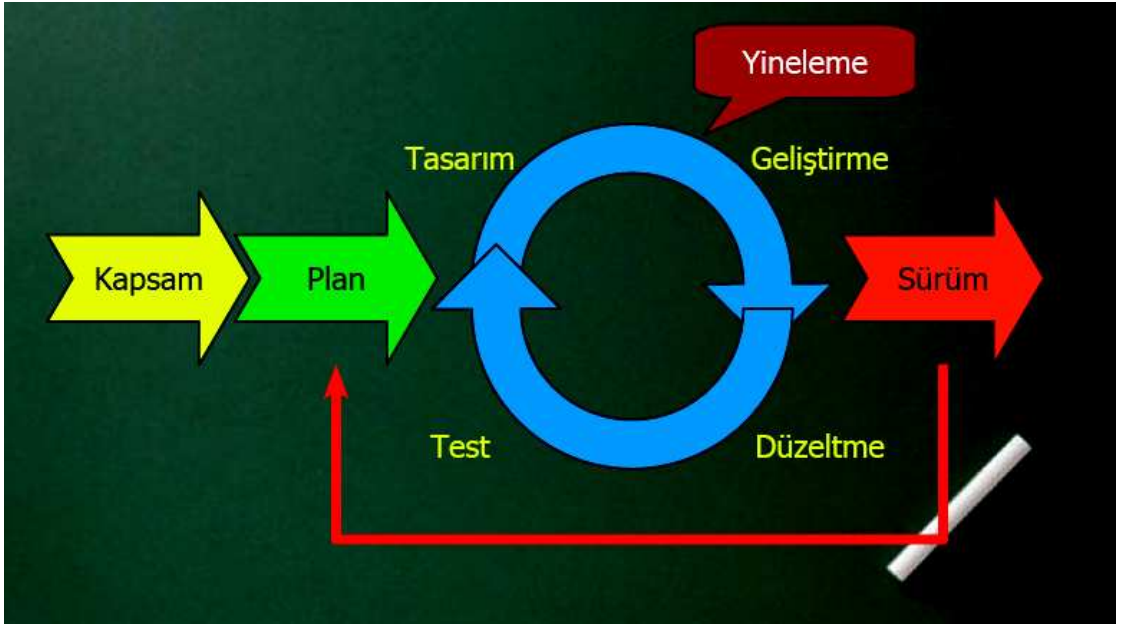 Yineleme
Tasarım
Geliştirme
Kapsam
Plan
Sürüm
Test
Düzeltme